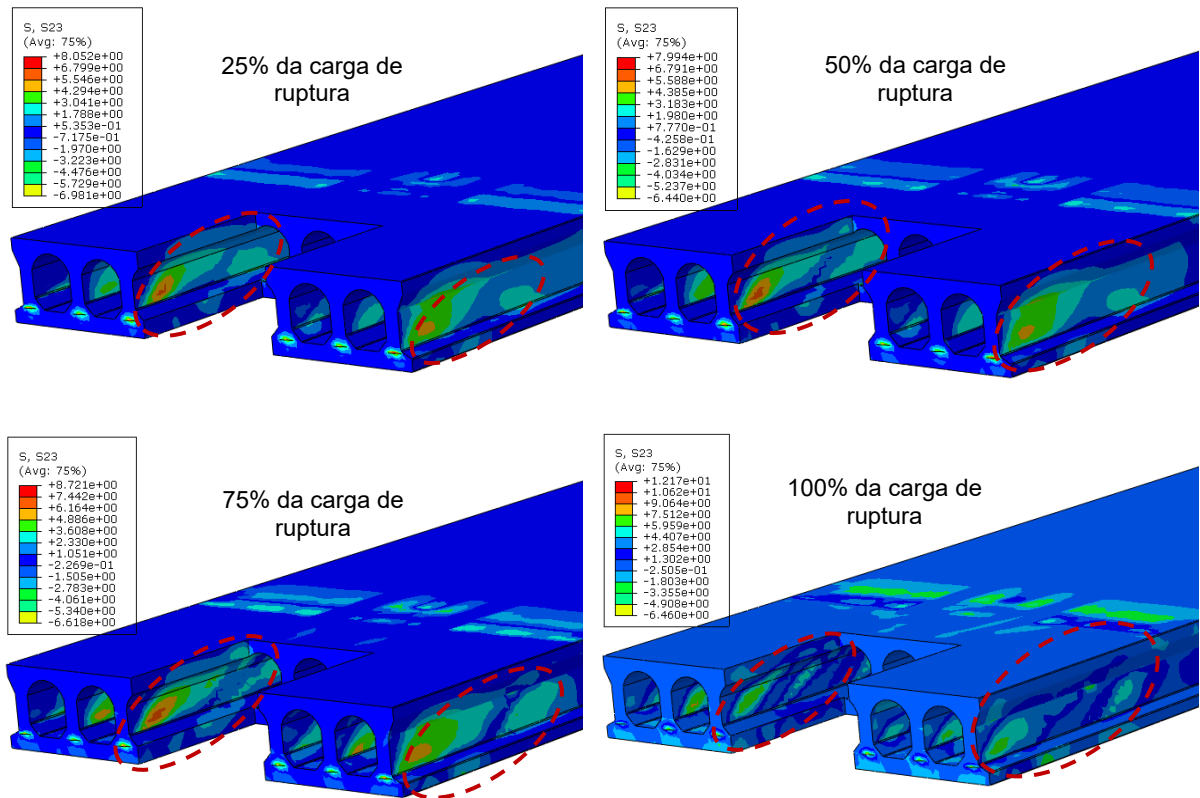 S, S23
(Avg: 75%)
+8.052e+00
+6.799e+00
+5.546e+00
+4.294e+00
+3.041e+00
+1.788e+00
+5.353e-01
-7.175e-01
-1.970e+00
-3.223e+00
-4.476e+00
-5.729e+00
-6.981e+00
25% da carga de
ruptura
S, S23
(Avg: 75%)
+7.994e+00
+6.791e+00
+5.588e+00
+4.385e+00
+3.183e+00
+1.980e+00
+7.770e-01
-4.258e-01
-1.629e+00
-2.831e+00
-4.034e+00
-5.237e+00
-6.440e+00
50% da carga de
ruptura
S, S23
(Avg: 75%)
+8.721e+00
+7.442e+00
+6.164e+00
+4.886e+00
+3.608e+00
+2.330e+00
+1.051e+00
-2.269e-01
-1.505e+00
-2.783e+00
-4.061e+00
-5.340e+00
-6.618e+00
75% da carga de
ruptura
S, S23
(Avg: 75%)
+1.217e+01
+1.062e+01
+9.064e+00
+7.512e+00
+5.959e+00
+4.407e+00
+2.854e+00
+1.302e+00
-2.505e-01
-1.803e+00
-3.355e+00
-4.908e+00
-6.460e+00
100% da carga de
ruptura